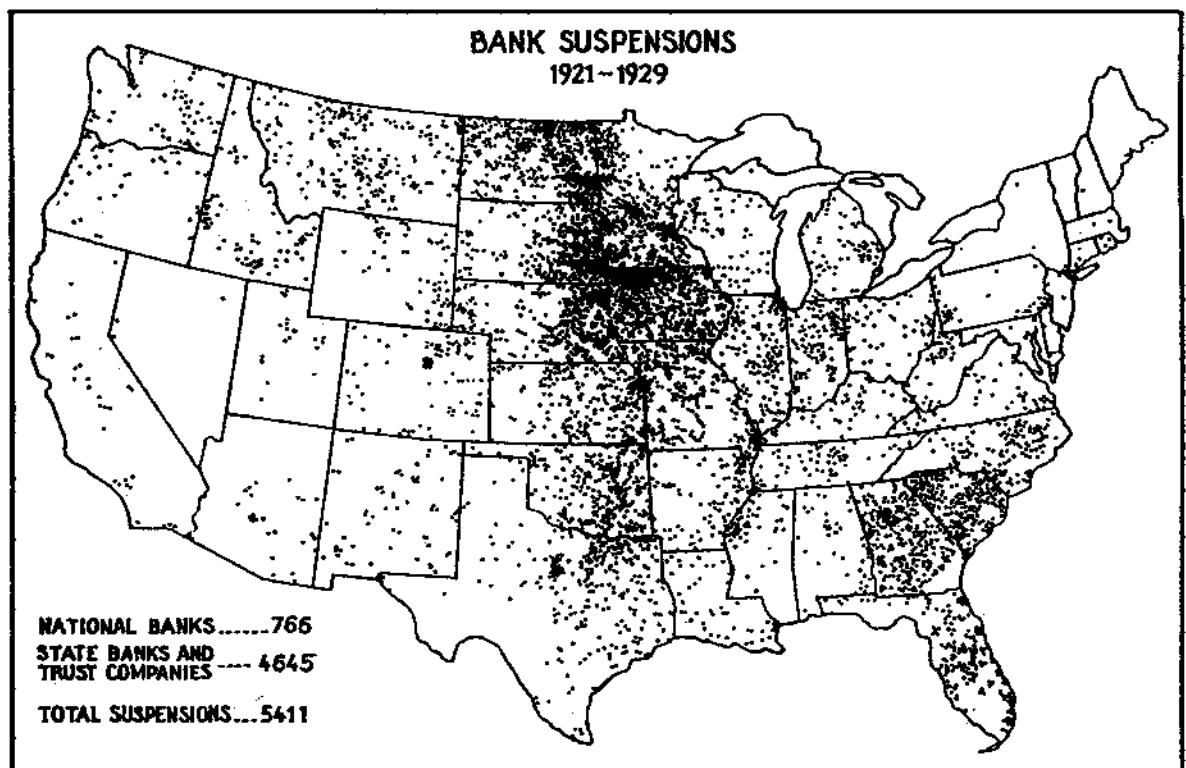 BANK SUSPENSIONS
1921~1929
NATIONAL BANKS......766
STATE BANKS AND
TRUST COMPANIES ---- 4645
TOTAL SUSPENSIONS...5411